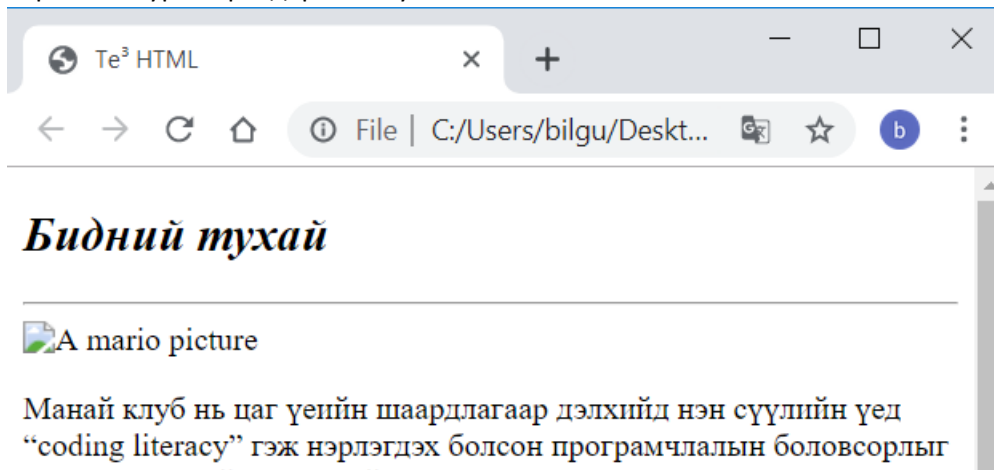 Te³ HTML
File | C:/Users/bilgu/Deskt...
b
Бидний тухай
A mario picture
Манай клуб нь цаг үеийн шаардлагаар дэлхийд нэн сүүлийн үед
“coding literacy” гэж нэрлэгдэх болсон програмчлалын боловсорлыг